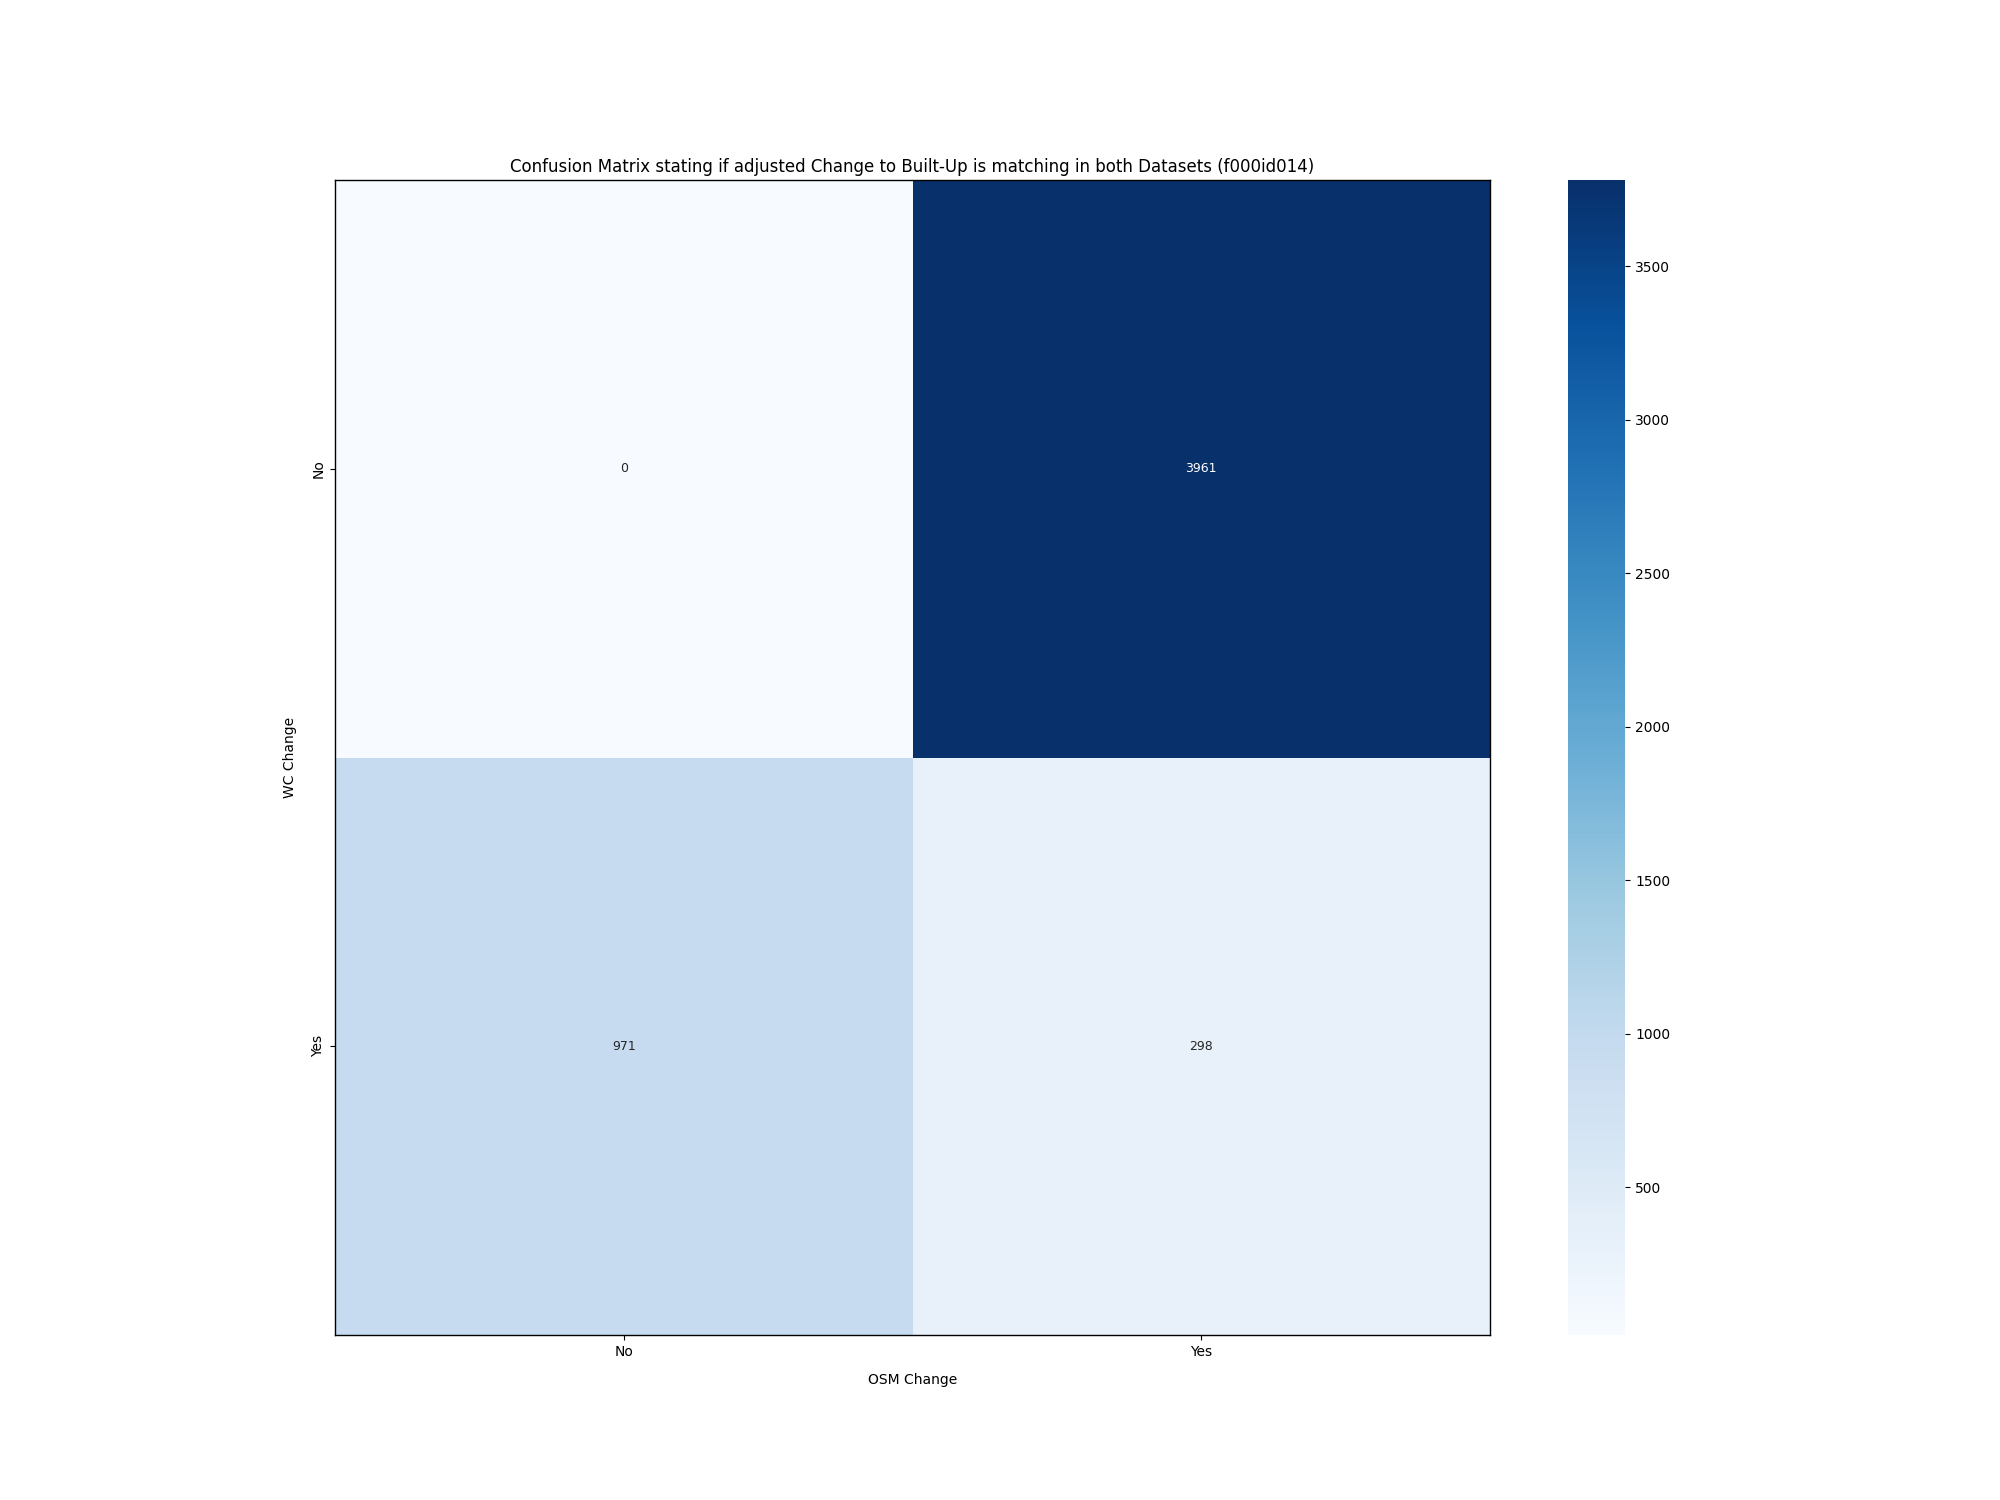 Confusion Matrix stating if adjusted Change to Built-Up is matching in both Datasets (f000id014)
3500
3000
2500
2000
1500
1000
500
WC Change
No
Yes
0
3961
971
298
No
Yes
OSM Change